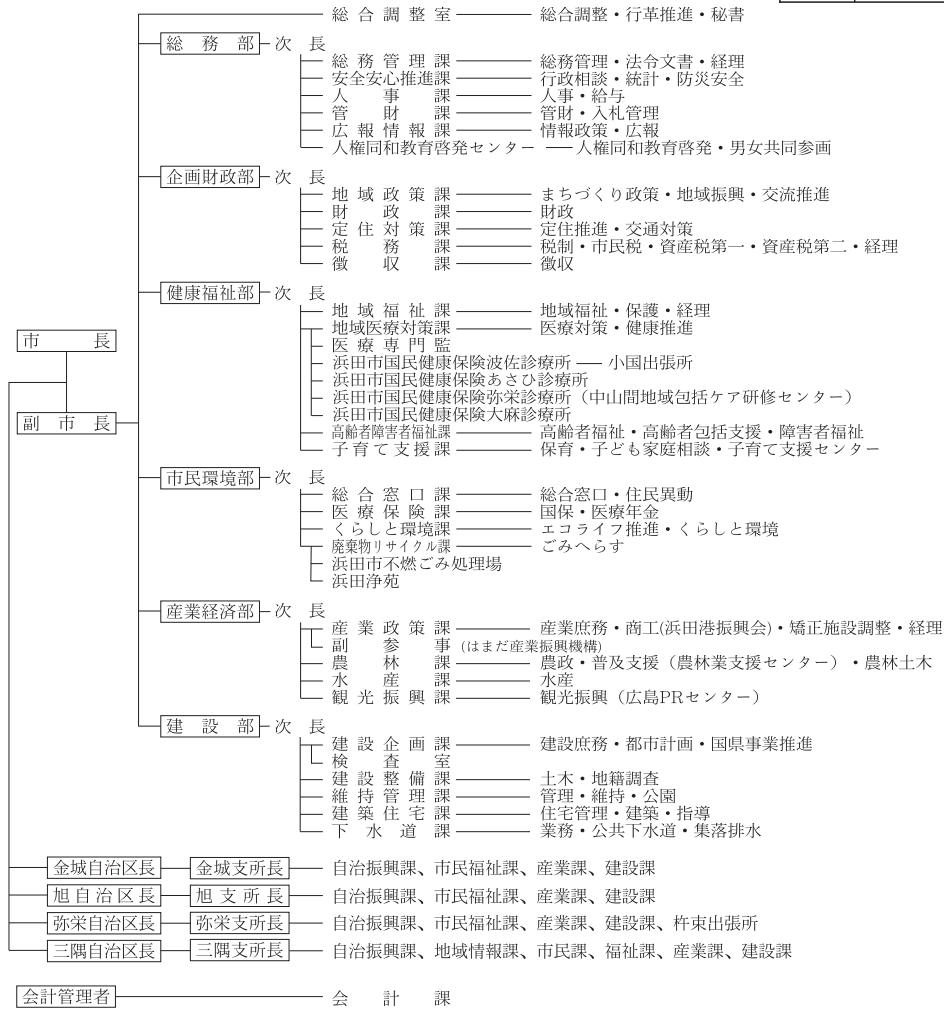 総合調整室 総合調整・行革推進・秘書
総務部 次長
総務管理課 総務管理・法令文書・経理
安全安心推進課 行政相談・統計・防災安全
人事課 人事・給与
管財課 管財・入札管理
広報情報課 情報政策・広報
人権同和教育啓発センター 人権同和教育啓発・男女共同参画
企画財政部 次長
地域政策課 まちづくり政策・地域振興・交流推進
財政課 財政
定住対策課 定住推進・交通対策
税務課 税制・市民税・資産税第一・資産税第二・経理
徴収課 徴収
健康福祉部 次長
地域福祉課 地域福祉・保護・経理
地域医療対策課 医療対策・健康推進
市長
医療専門監
浜田市国民健康保険波佐診療所 小国出張所
浜田市国民健康保険あさひ診療所
浜田市国民健康保険弥栄診療所（中山間地域包括ケア研修センター）
浜田市国民健康保険大麻診療所
副市長
高齢者障害者福祉課 高齢者福祉・高齢者包括支援・障害者福祉
子育て支援課 保育・子ども家庭相談・子育て支援センター
市民環境部 次長
総合窓口課 総合窓口・住民異動
医療保険課 国保・医療年金
くらしと環境課 エコライフ推進・くらしと環境
廃棄物リサイクル課 ごみへらす
浜田市不燃ごみ処理場
浜田浄苑
産業経済部 次長
産業政策課 産業庶務・商工(浜田港振興会)・矯正施設調整・経理
副参事 (はまだ産業振興機構)
農林課 農政・普及支援（農林業支援センター）・農林土木
水産課 水産
観光振興課 観光振興（広島PRセンター）
建設部 次長
建設企画課 建設庶務・都市計画・国県事業推進
検査室
建設整備課 土木・地籍調査
維持管理課 管理・維持・公園
建築住宅課 住宅管理・建築・指導
下水道課 業務・公共下水道・集落排水
金城自治区長 金城支所長 自治振興課、市民福祉課、産業課、建設課
旭自治区長 旭支所長 自治振興課、市民福祉課、産業課、建設課
弥栄自治区長 弥栄支所長 自治振興課、市民福祉課、産業課、建設課、杵束出張所
三隅自治区長 三隅支所長 自治振興課、地域情報課、市民課、福祉課、産業課、建設課
会計管理者 会計課